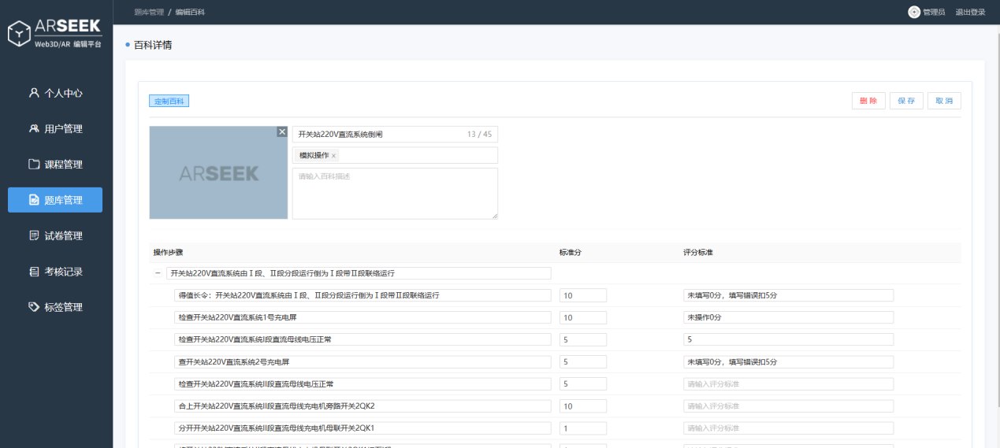 ARSEEK
Web3D/AR 编辑平台
题库管理 / 编辑百科
管理员 退出登录
百科详情
个人中心
用户管理
课程管理
题库管理
试卷管理
考核记录
标签管理
定制百科
删 除 保 存 取 消
ARSEEK
开关站220V直流系统倒闸 13 / 45
模拟操作 ×
请输入百科描述
操作步骤 标准分 评分标准
开关站220V直流系统由Ⅰ段、Ⅱ段分段运行倒为Ⅰ段带Ⅱ段联络运行
得值长令：开关站220V直流系统由Ⅰ段、Ⅱ段分段运行倒为Ⅰ段带Ⅱ段联络运行 10 未填写0分，填写错误扣5分
检查开关站220V直流系统1号充电屏 10 未操作0分
检查开关站220V直流系统I段直流母线电压正常 5 5
查开关站220V直流系统2号充电屏 5 未填写0分，填写错误扣5分
检查开关站220V直流系统II段直流母线电压正常 5 请输入评分标准
合上开关站220V直流系统II段直流母线充电机旁路开关2QK2 10 请输入评分标准
分开开关站220V直流系统II段直流母线充电机母联开关2QK1 1 请输入评分标准